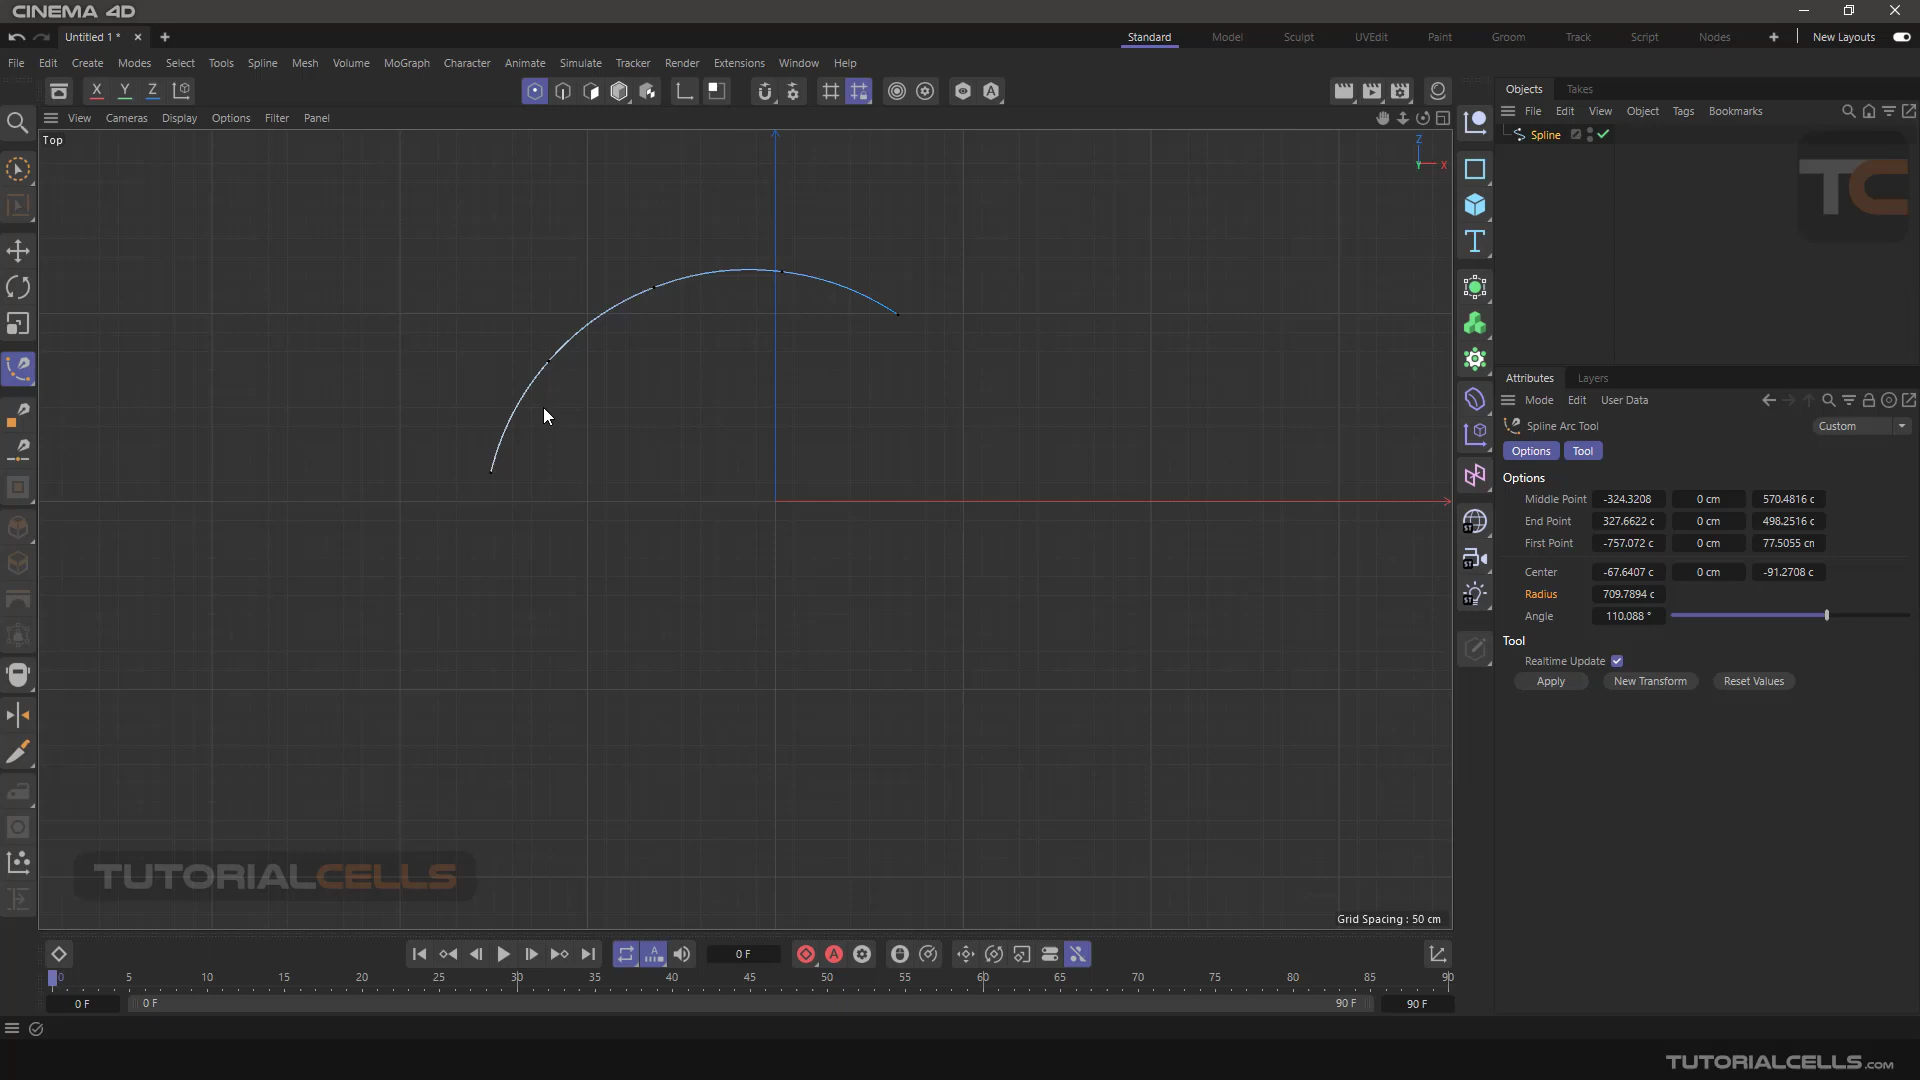 CINEMA 4D
Untitled 1 *
Standard Model Sculpt UVEdit Paint Groom Track Script Nodes New Layouts
File Edit Create Modes Select Tools Spline Mesh Volume MoGraph Character Animate Simulate Tracker Render Extensions Window Help
X Y Z
Objects Takes
File Edit View Object Tags Bookmarks
View Cameras Display Options Filter Panel
Spline
Top
Z
Y X
TC
Attributes Layers
Mode Edit User Data
Spline Arc Tool Custom
Options Tool
Options
Middle Point -324.3208 0 cm 570.4816 c
End Point 327.6622 c 0 cm 498.2516 c
First Point -757.072 c 0 cm 77.5055 cn
Center -67.6407 c 0 cm -91.2708 c
Radius 709.7894 c
Angle 110.088 °
Tool
Realtime Update
Apply New Transform Reset Values
TUTORIALCELLS
Grid Spacing : 50 cm
0 F
0 5 10 15 20 25 30 35 40 45 50 55 60 65 70 75 80 85 90
0 F 0 F 90 F 90 F
TUTORIALCELLS.COM